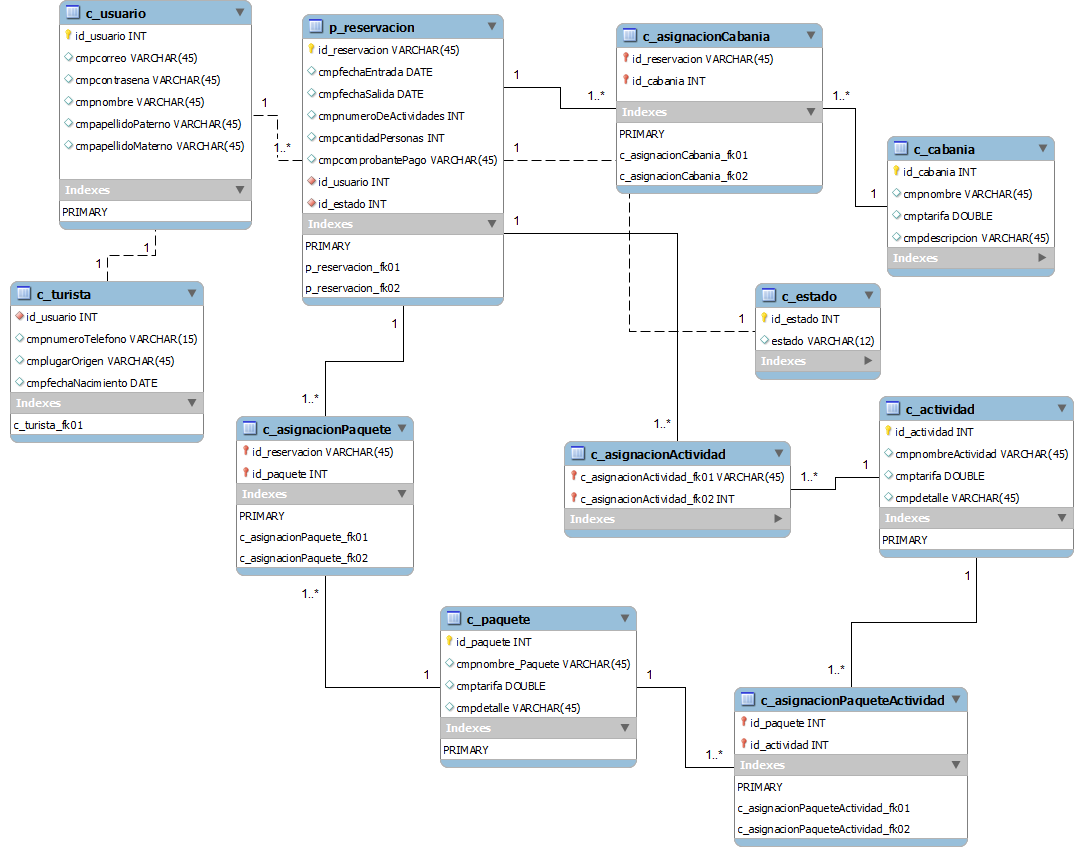 c_usuario
id_usuario INT
cmpcorreo VARCHAR(45)
cmpcontrasena VARCHAR(45)
cmpnombre VARCHAR(45)
cmpapellidoPaterno VARCHAR(45)
cmpapellidoMaterno VARCHAR(45)
Indexes
PRIMARY
1
1..*
p_reservacion
id_reservacion VARCHAR(45)
cmpfechaEntrada DATE
cmpfechaSalida DATE
cmpnumeroDeActividades INT
cmpcantidadPersonas INT
cmpcomprobantePago VARCHAR(45)
id_usuario INT
id_estado INT
Indexes
PRIMARY
p_reservacion_fk01
p_reservacion_fk02
1
1..*
1
1
c_asignacionCabania
id_reservacion VARCHAR(45)
id_cabania INT
Indexes
PRIMARY
c_asignacionCabania_fk01
c_asignacionCabania_fk02
1..*
1
c_cabania
id_cabania INT
cmpnombre VARCHAR(45)
cmptarifa DOUBLE
cmpdescripcion VARCHAR(45)
Indexes
1
1
c_turista
id_usuario INT
cmpnumeroTelefono VARCHAR(15)
cmplugarOrigen VARCHAR(45)
cmpfechaNacimiento DATE
Indexes
c_turista_fk01
1
c_estado
id_estado INT
estado VARCHAR(12)
Indexes
1
1..*
c_asignacionPaquete
id_reservacion VARCHAR(45)
id_paquete INT
Indexes
PRIMARY
c_asignacionPaquete_fk01
c_asignacionPaquete_fk02
1..*
1
1..*
c_asignacionActividad
c_asignacionActividad_fk01 VARCHAR(45)
c_asignacionActividad_fk02 INT
Indexes
1..*
1
c_actividad
id_actividad INT
cmpnombreActividad VARCHAR(45)
cmptarifa DOUBLE
cmpdetalle VARCHAR(45)
Indexes
PRIMARY
1
1..*
c_paquete
id_paquete INT
cmpnombre_Paquete VARCHAR(45)
cmptarifa DOUBLE
cmpdetalle VARCHAR(45)
Indexes
PRIMARY
1
1..*
c_asignacionPaqueteActividad
id_paquete INT
id_actividad INT
Indexes
PRIMARY
c_asignacionPaqueteActividad_fk01
c_asignacionPaqueteActividad_fk02